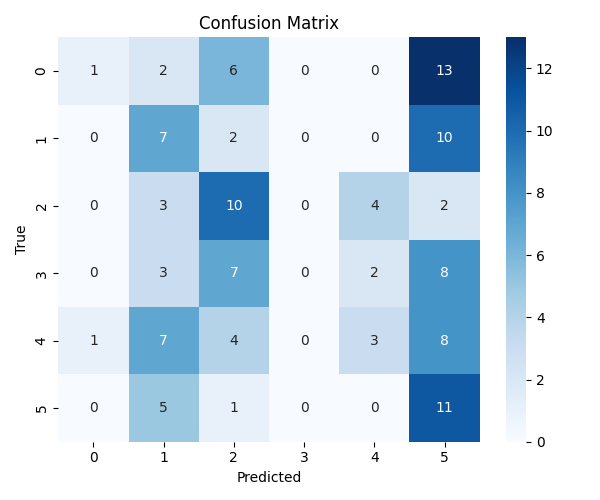 Confusion Matrix
True
0 1 2 6 0 0 13
1 0 7 2 0 0 10
2 0 3 10 0 4 2
3 0 3 7 0 2 8
4 1 7 4 0 3 8
5 0 5 1 0 0 11
0 1 2 3 4 5
Predicted
12
10
8
6
4
2
0